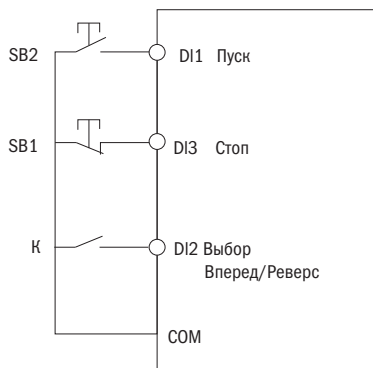 SB2
DI1 Пуск
SB1
DI3 Стоп
К
DI2 Выбор
Вперед/Реверс
COM